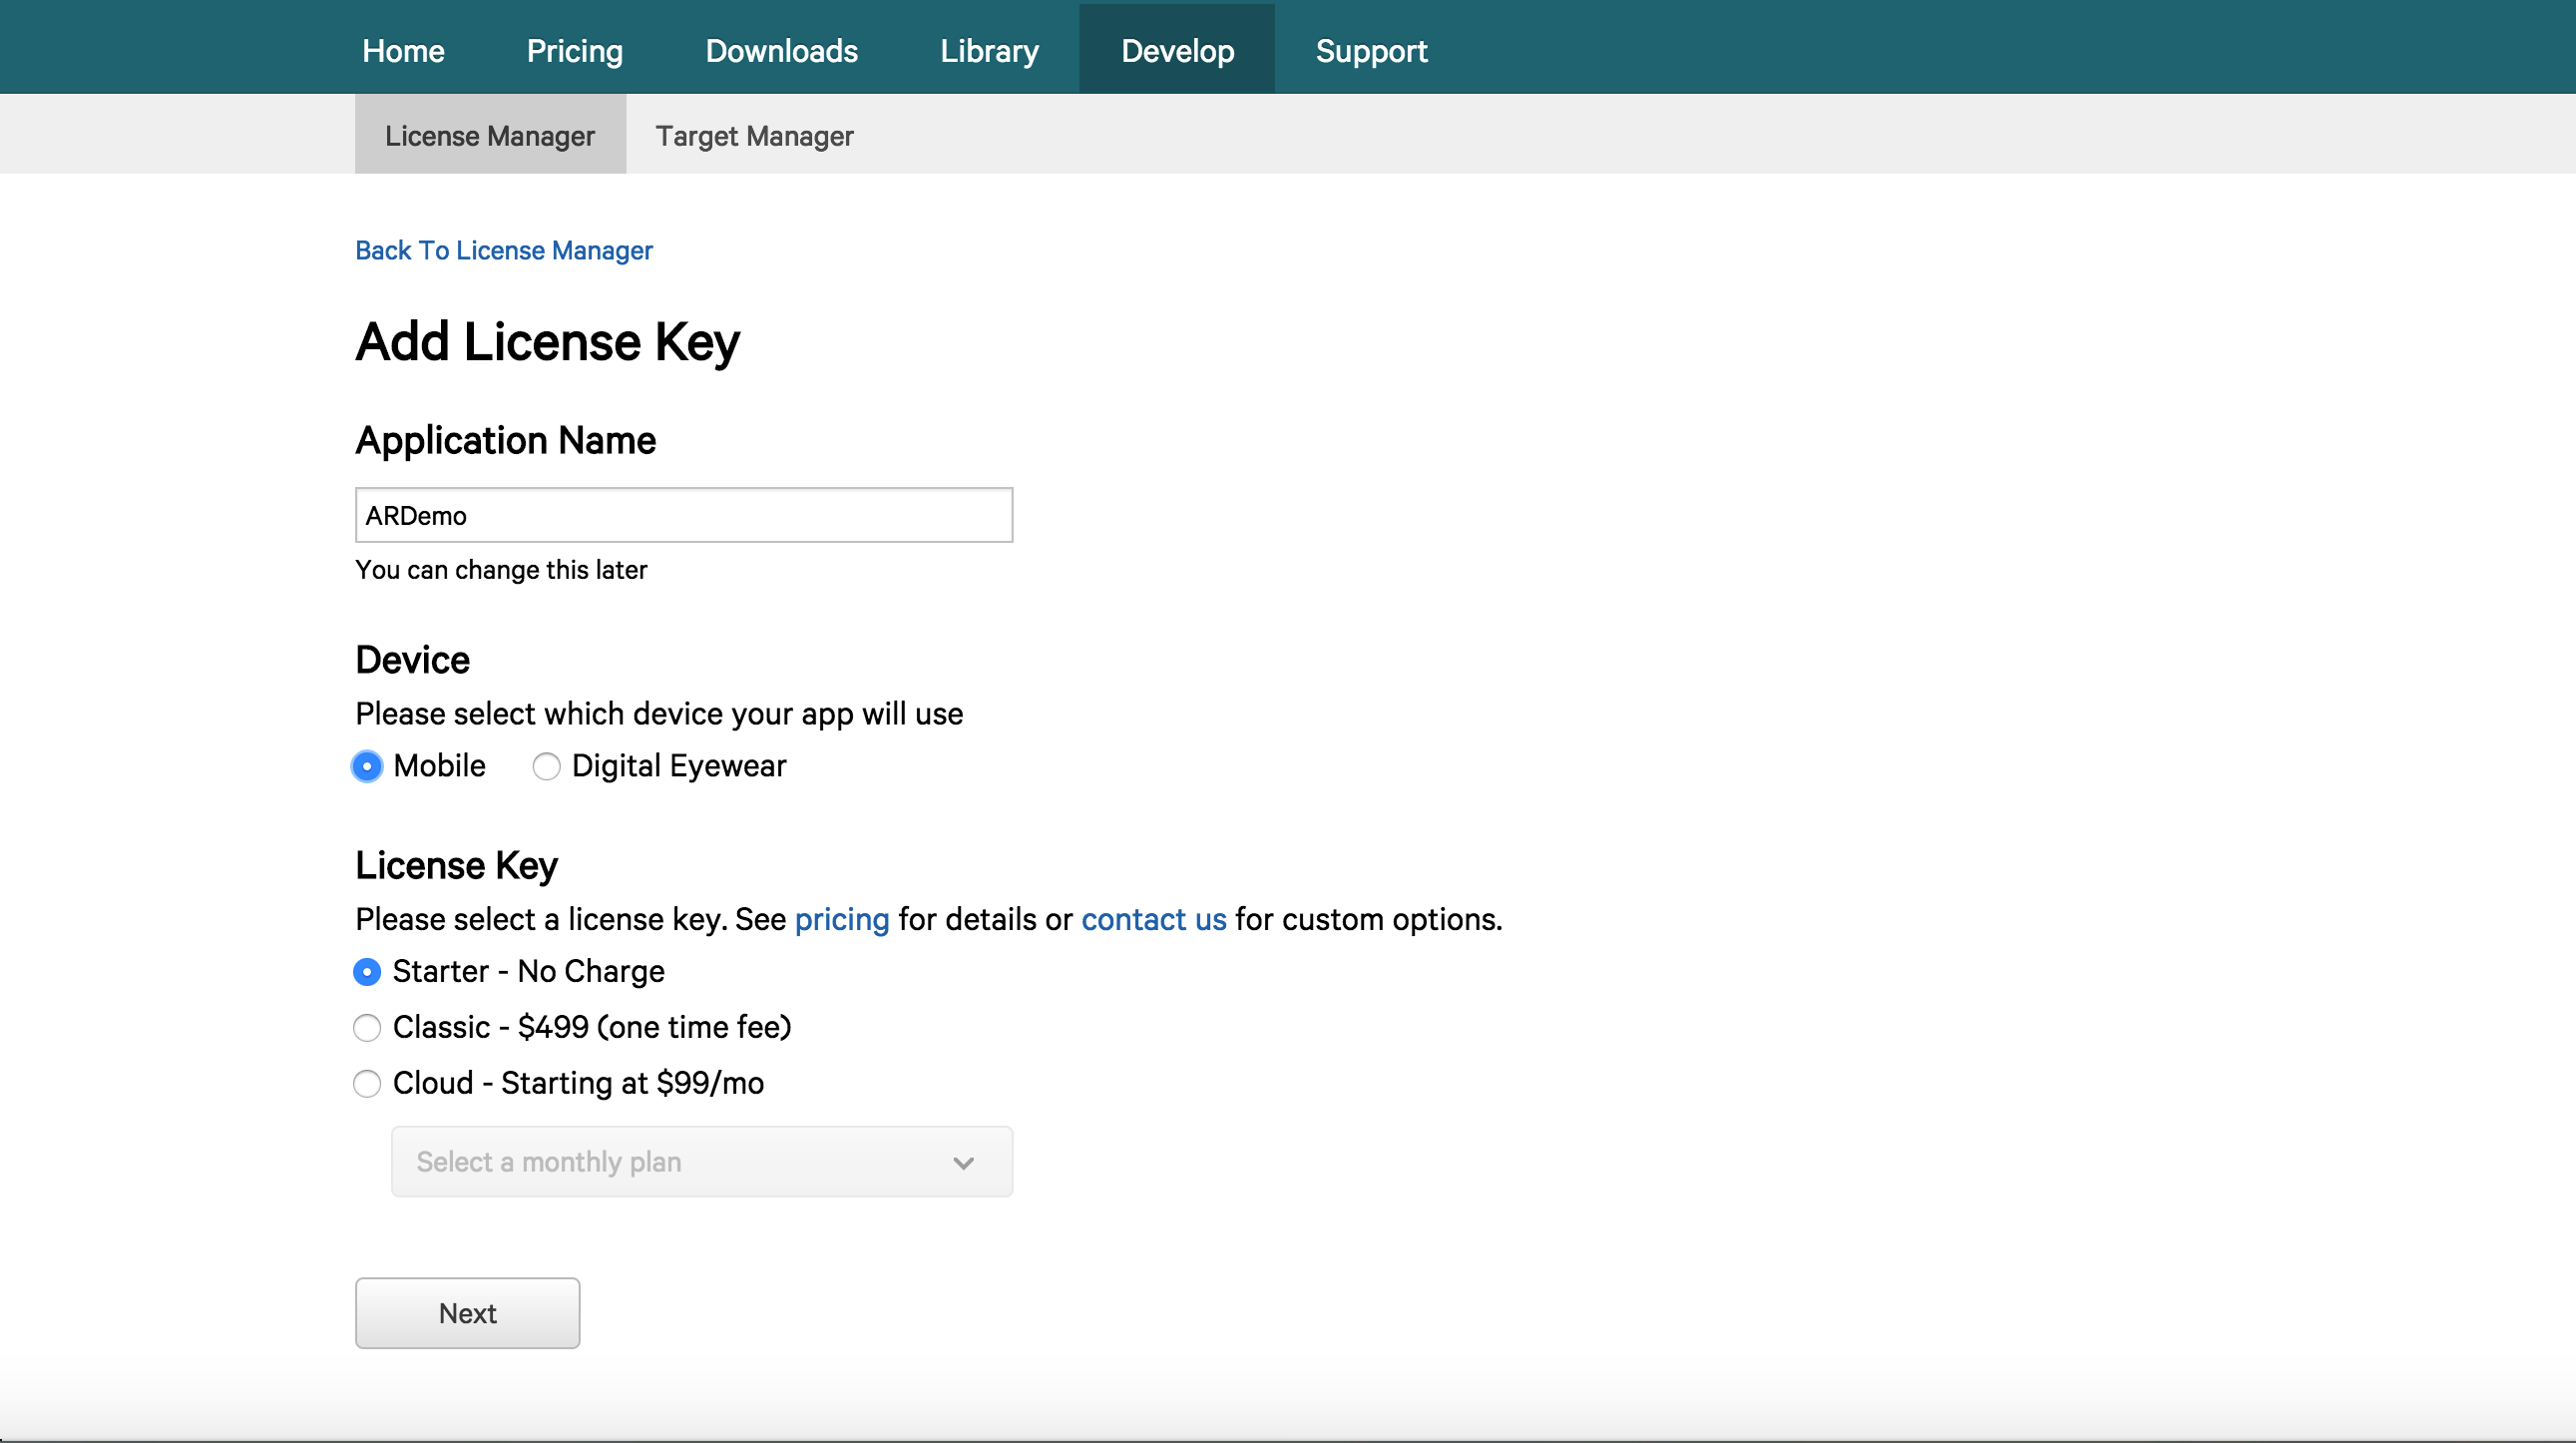 Home Pricing Downloads Library Develop Support
License Manager Target Manager
Back To License Manager
Add License Key
Application Name
ARDemo
You can change this later
Device
Please select which device your app will use
Mobile Digital Eyewear
License Key
Please select a license key. See pricing for details or contact us for custom options.
Starter - No Charge
Classic - $499 (one time fee)
Cloud - Starting at $99/mo
Select a monthly plan
Next